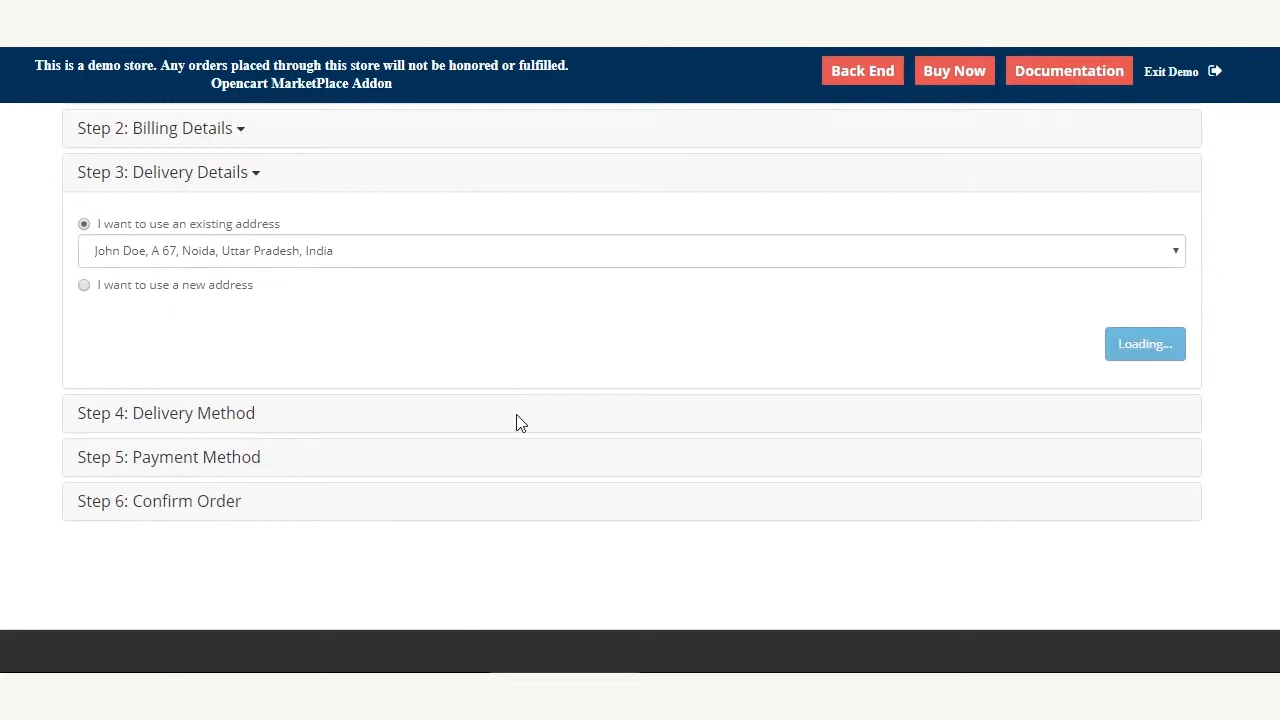 This is a demo store. Any orders placed through this store will not be honored or fulfilled.
Opencart MarketPlace Addon
Back End
Buy Now
Documentation
Exit Demo
Step 2: Billing Details
Step 3: Delivery Details
I want to use an existing address
John Doe, A 67, Noida, Uttar Pradesh, India
I want to use a new address
Loading...
Step 4: Delivery Method
Step 5: Payment Method
Step 6: Confirm Order